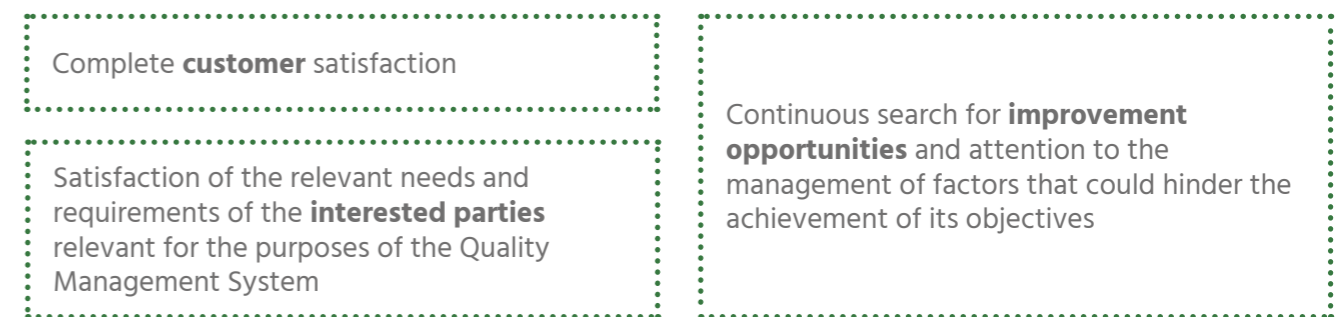 Complete customer satisfaction
Satisfaction of the relevant needs and
requirements of the interested parties
relevant for the purposes of the Quality
Management System
Continuous search for improvement
opportunities and attention to the
management of factors that could hinder the
achievement of its objectives